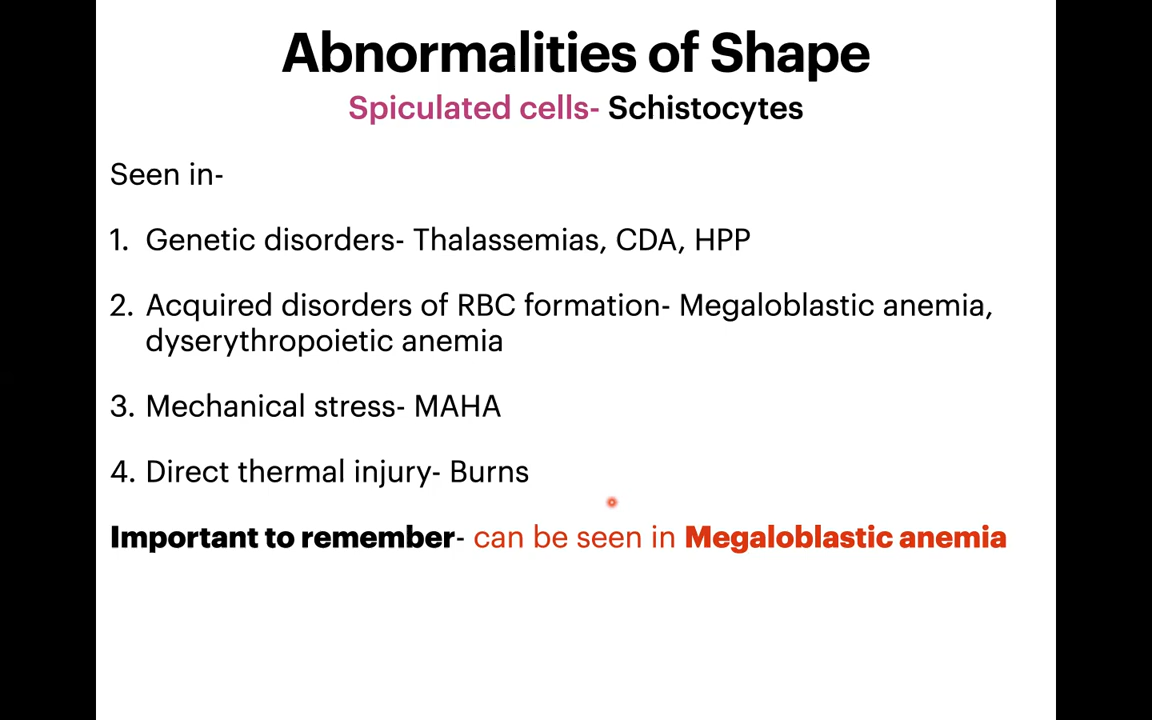 Abnormalities of Shape
Spiculated cells- Schistocytes
Seen in-
1. Genetic disorders- Thalassemias, CDA, HPP
2. Acquired disorders of RBC formation- Megaloblastic anemia,
dyserythropoietic anemia
3. Mechanical stress- MAHA
4. Direct thermal injury- Burns
Important to remember- can be seen in Megaloblastic anemia